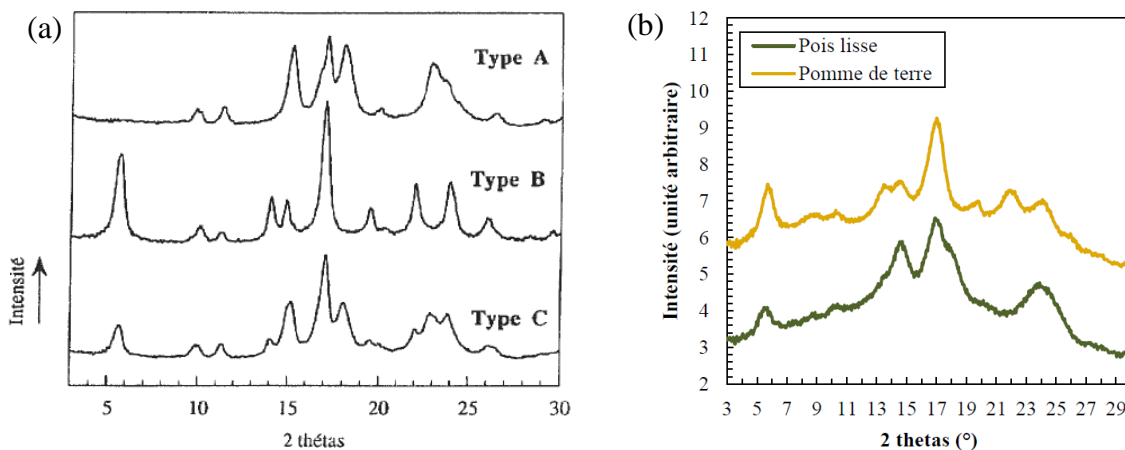 (a)
Type A
Type B
Type C
Intensité
5 10 15 20 25 30
2 thétas
(b)
Pois lisse
Pomme de terre
12
11
10
9
8
7
6
5
4
3
2
Intensité (unité arbitraire)
3 5 7 9 11 13 15 17 19 21 23 25 27 29
2 thetas (°)